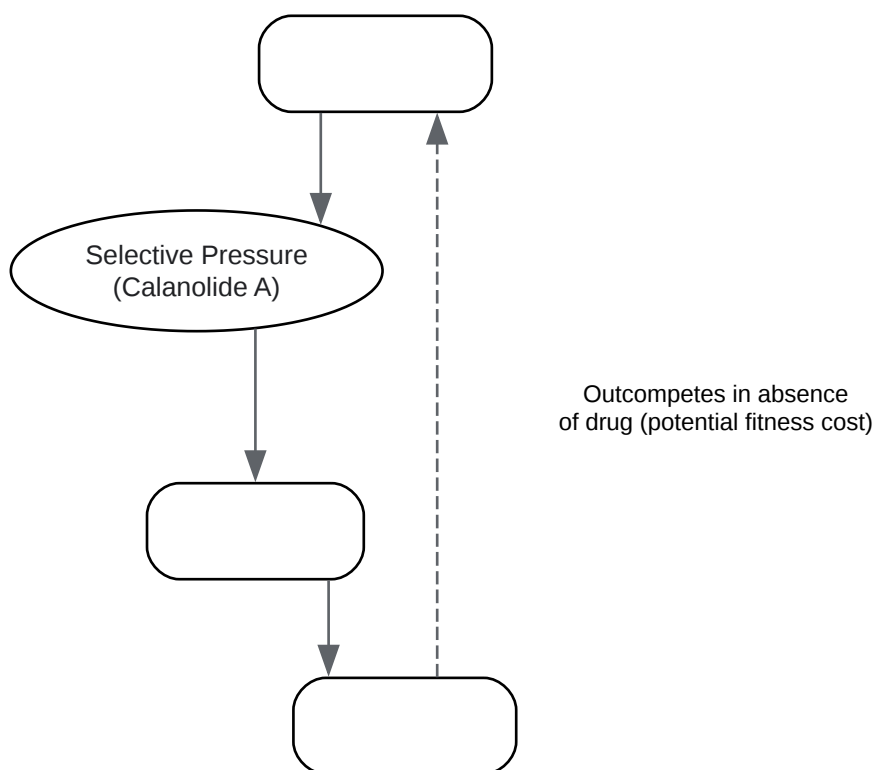 Selective Pressure
(Calanolide A)
Outcompetes in absence
of drug (potential fitness cost)